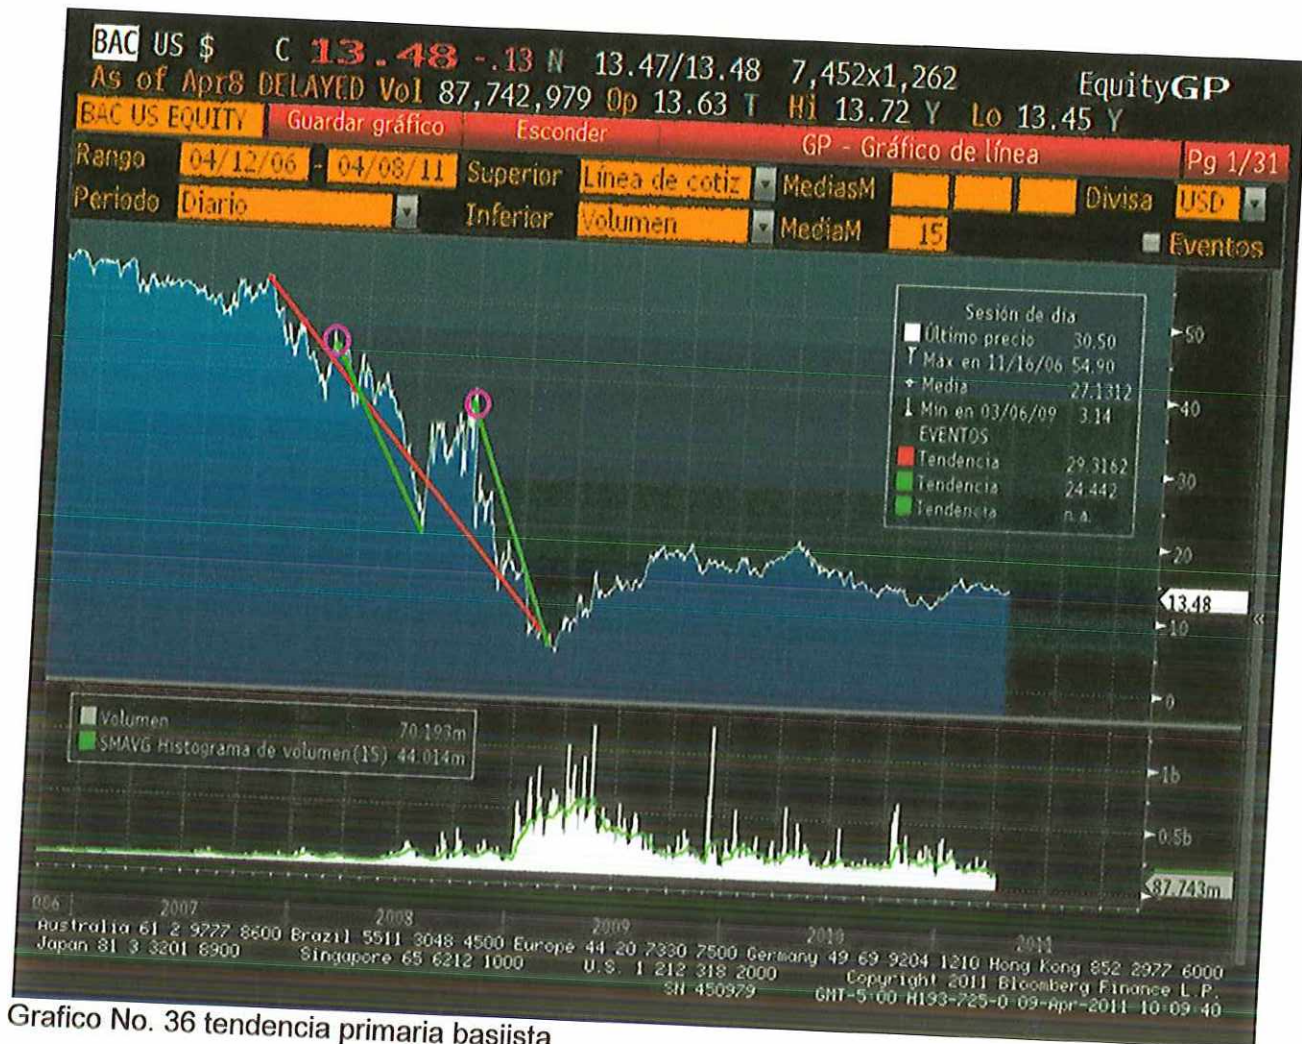 BAC US $ C 13.48 -.13 N 13.47/13.48 7,452x1,262 EquityGP
As of Apr8 DELAYED Vol 87,742,979 Op 13.63 T Hi 13.72 Y Lo 13.45 Y
BAC US EQUITY Guardar gráfico Esconder GP - Gráfico de línea Pg 1/31
Rango 04/12/06 - 04/08/11 Superior Línea de cotiz MediasM Divisa USD
Periodo Diario Inferior Volumen MediaM 15 Eventos
Sesión de dia
Último precio 30.50
Máx en 11/16/06 54.90
Media 27.1312
Mín en 03/06/09 3.14
EVENTOS
Tendencia 29.3162
Tendencia 24.442
Tendencia n.a.
50
40
30
20
13.48
10
0
Volumen 70.193m
SMAVG Histograma de volumen(15) 44.014m
1b
0.5b
87.743m
2007 2008 2009 2010 2011
Australia 61 2 9777 8600 Brazil 5511 3048 4500 Europe 44 20 7330 7500 Germany 49 69 9204 1210 Hong Kong 852 2977 6000
Japan 81 3 3201 8900 Singapore 65 6212 1000 U.S. 1 212 318 2000 Copyright 2011 Bloomberg Finance L.P.
SN 450979 GMT-5:00 H193-725-0 09-Apr-2011 10:09:40
Grafico No. 36 tendencia primaria basjista